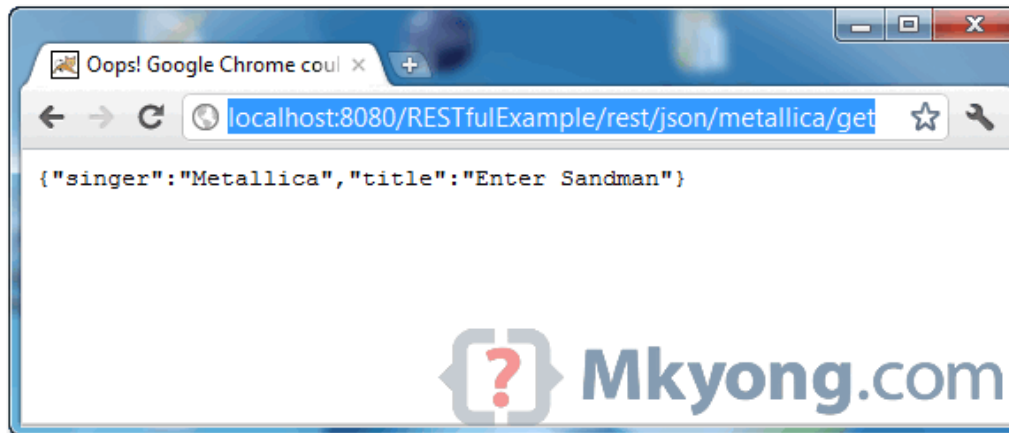 Oops! Google Chrome coul
localhost:8080/RESTfulExample/rest/json/metallica/get
{"singer":"Metallica","title":"Enter Sandman"}
Mkyong.com